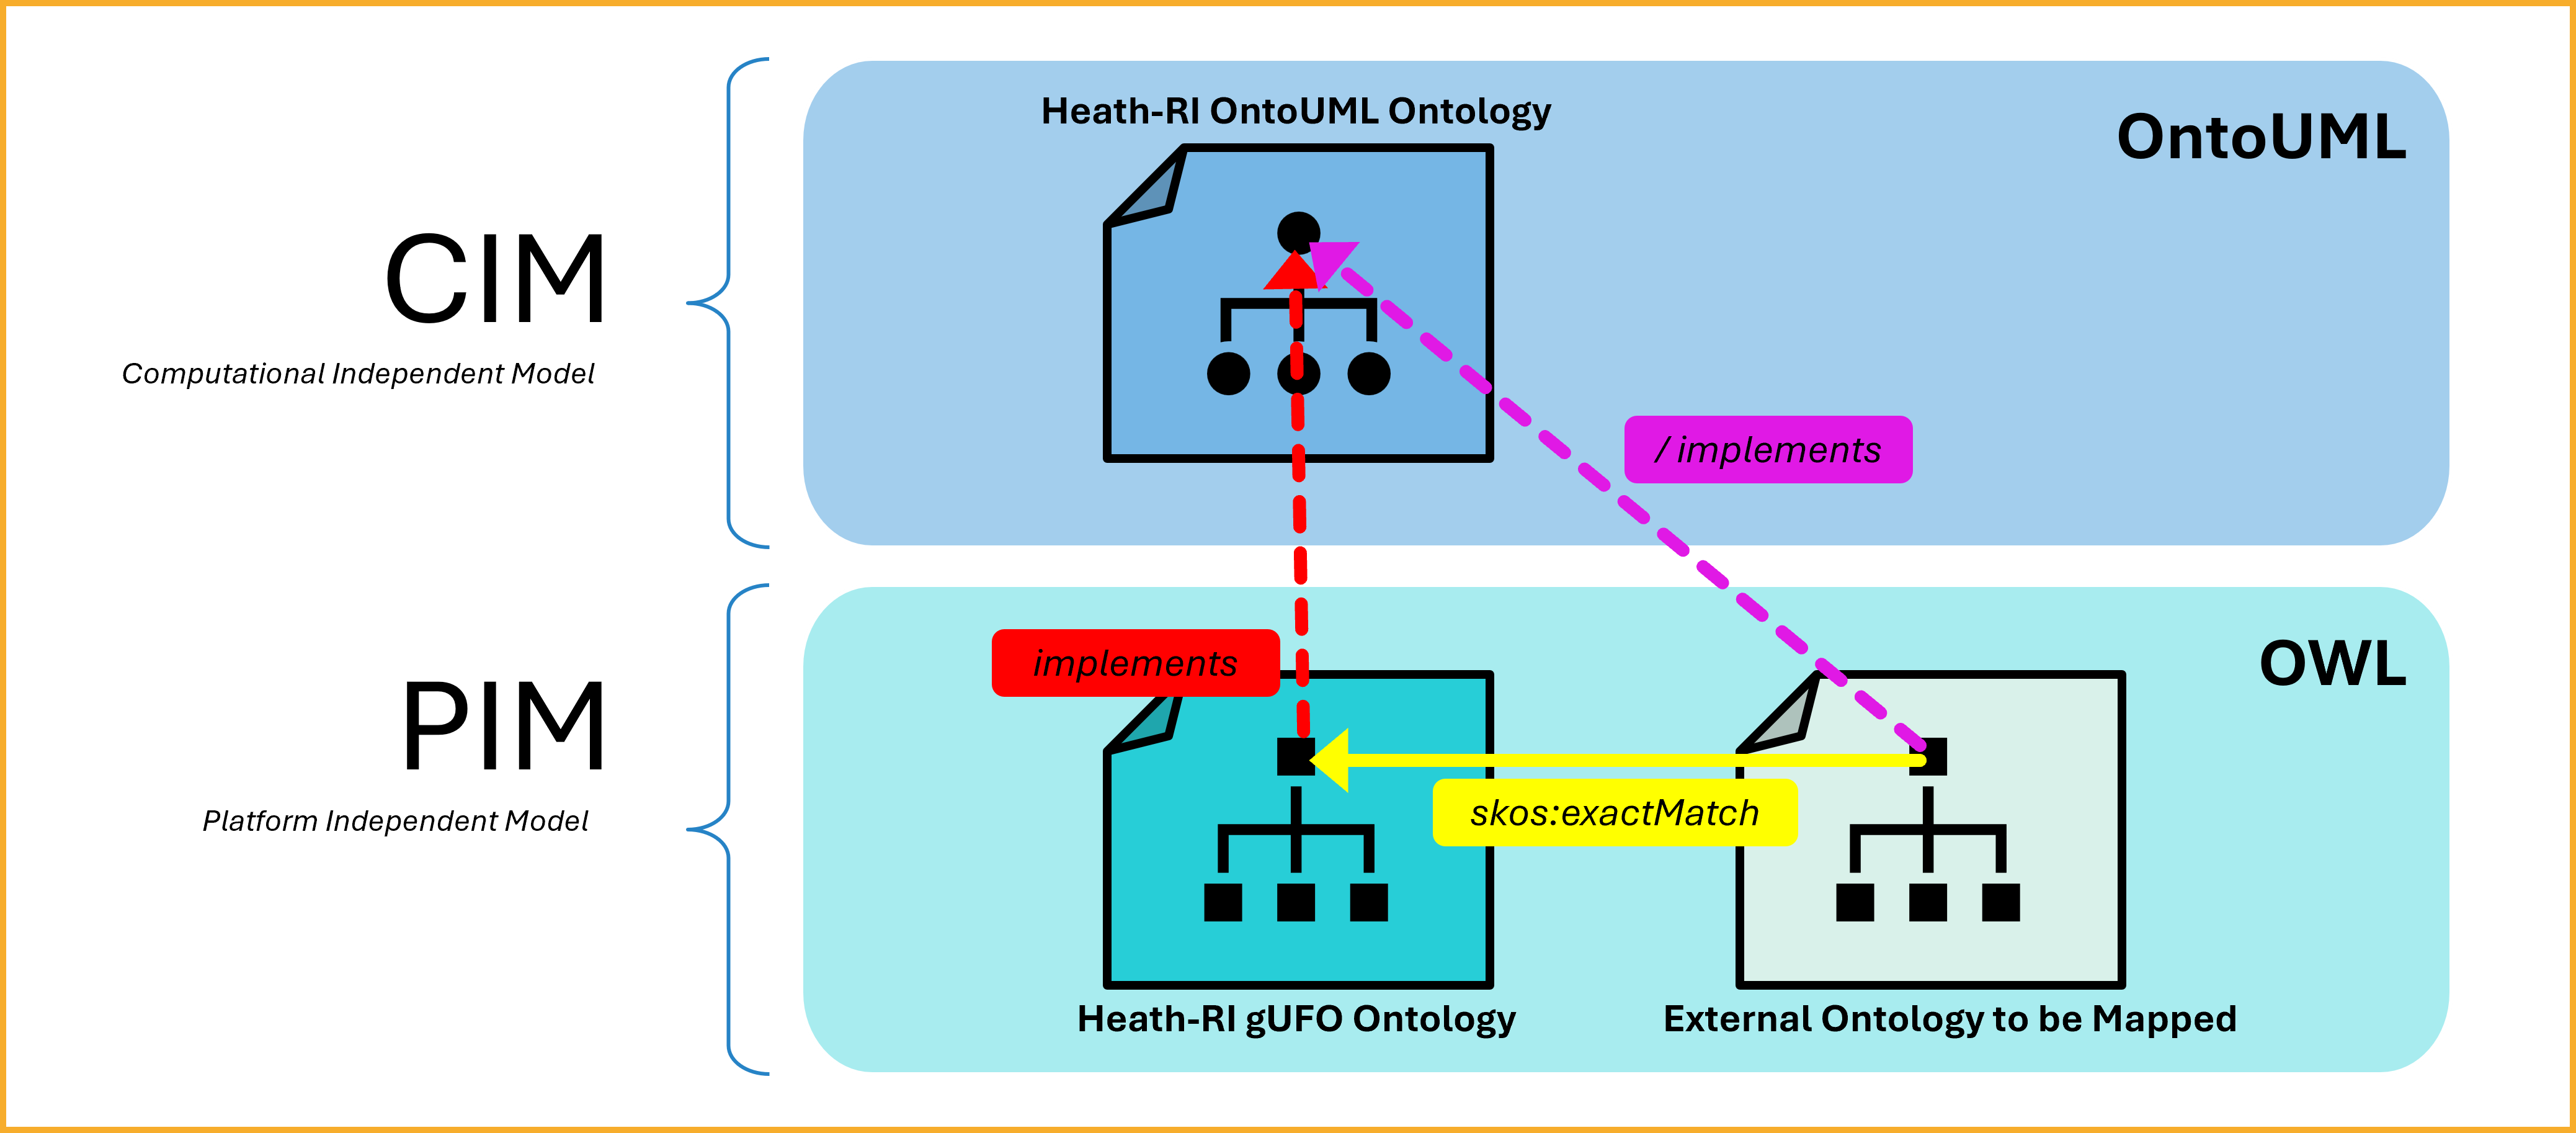 Heath-RI OntoUML Ontology
OntoUML
CIM
Computational Independent Model
/ implements
implements
OWL
PIM
Platform Independent Model
skos:exactMatch
Heath-RI gUFO Ontology
External Ontology to be Mapped